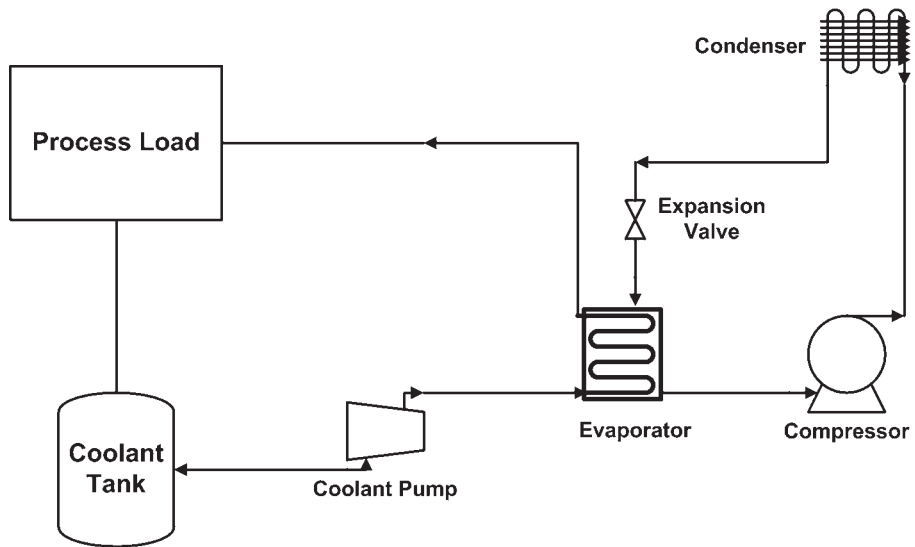 Condenser
Process Load
Expansion
Valve
Evaporator
Compressor
Coolant
Tank
Coolant Pump